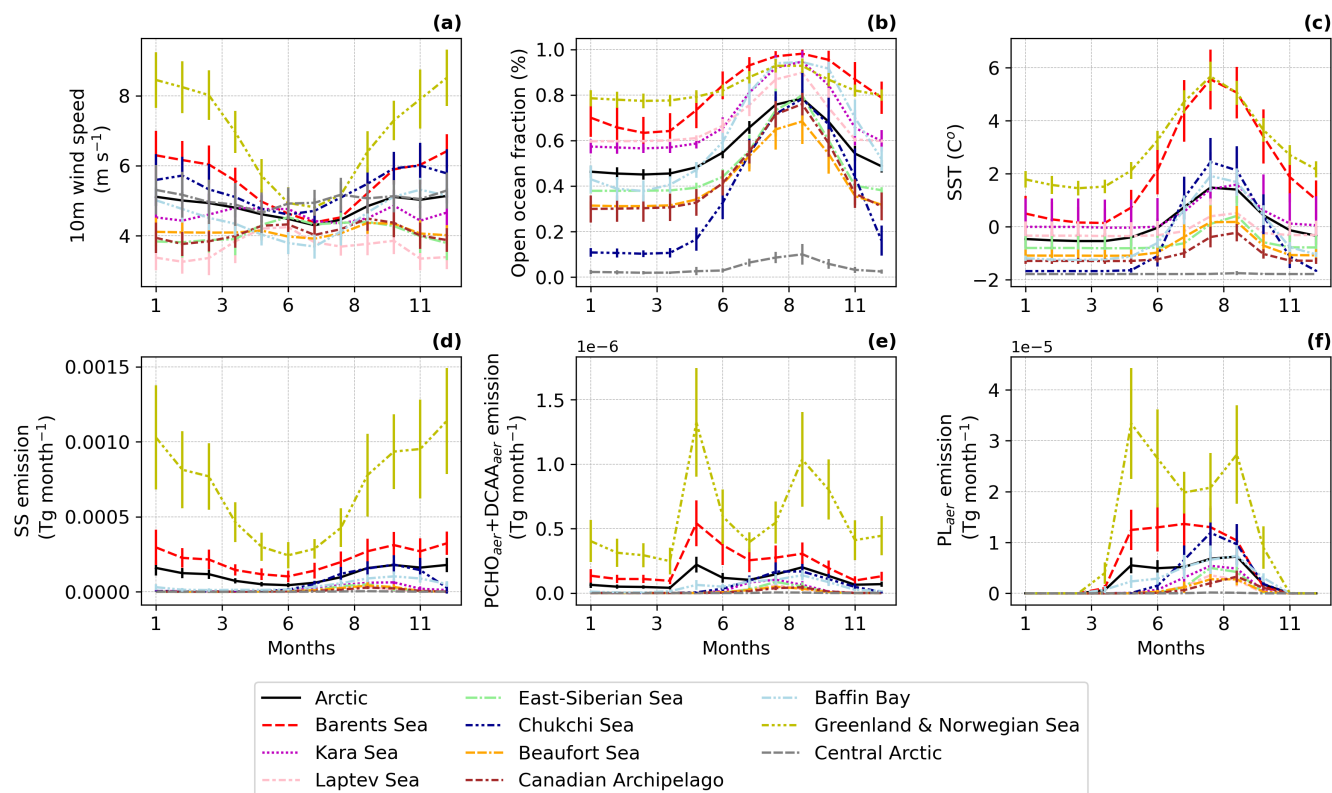 (a)
(b)
(c)
10m wind speed
(m s⁻¹)
8
6
4
1 3 6 8 11
Open ocean fraction (%)
1.0
0.8
0.6
0.4
0.2
0.0
1 3 6 8 11
SST (C°)
6
4
2
0
−2
1 3 6 8 11
(d)
(e)
(f)
SS emission
(Tg month⁻¹)
0.0015
0.0010
0.0005
0.0000
1 3 6 8 11
Months
1e−6
PCHOₐₑᵣ+DCAAₐₑᵣ emission
(Tg month⁻¹)
1.5
1.0
0.5
0.0
1 3 6 8 11
Months
1e−5
PLₐₑᵣ emission
(Tg month⁻¹)
4
3
2
1
0
1 3 6 8 11
Months
Arctic
Barents Sea
Kara Sea
Laptev Sea
East-Siberian Sea
Chukchi Sea
Beaufort Sea
Canadian Archipelago
Baffin Bay
Greenland & Norwegian Sea
Central Arctic